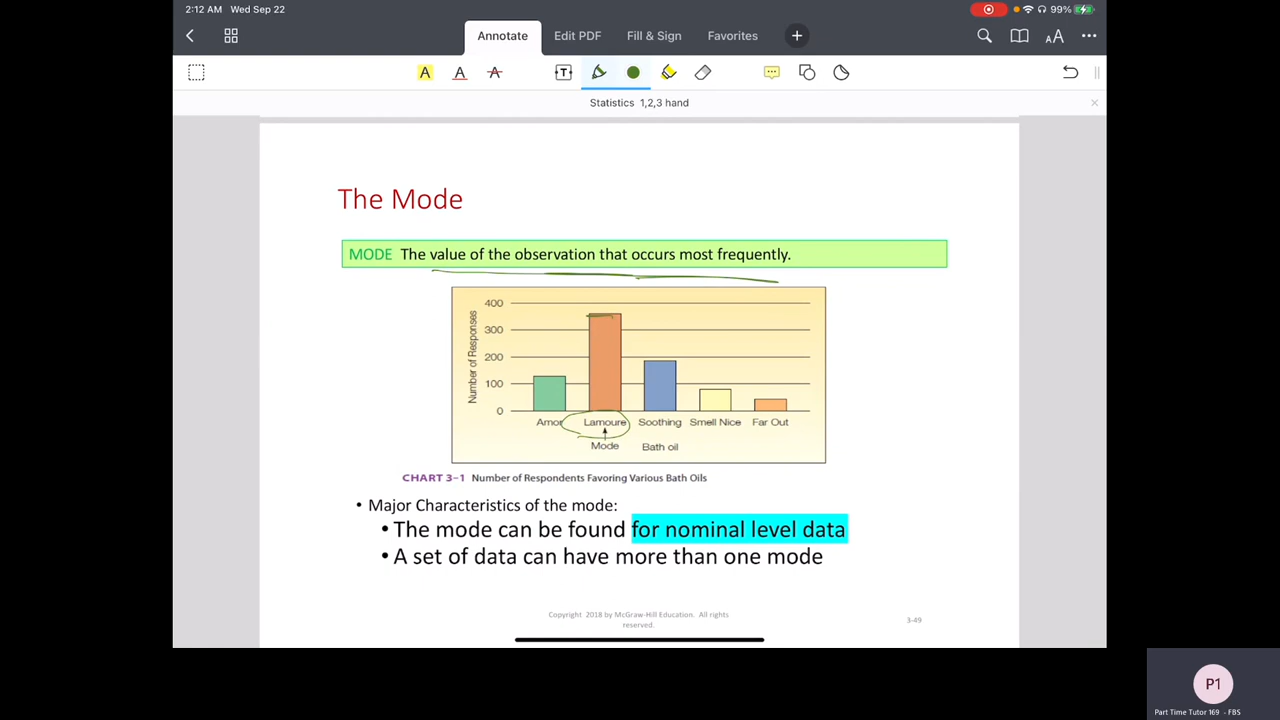 2:12 AM Wed Sep 22
99%
Annotate
Edit PDF
Fill & Sign
Favorites
AA
A A A T
Statistics 1,2,3 hand
The Mode
MODE The value of the observation that occurs most frequently.
400
300
200
100
0
Number of Responses
Amor Lamoure Soothing Smell Nice Far Out
Mode
Bath oil
CHART 3–1 Number of Respondents Favoring Various Bath Oils
• Major Characteristics of the mode:
• The mode can be found for nominal level data
• A set of data can have more than one mode
Copyright 2018 by McGraw-Hill Education. All rights
reserved.
3-49
P1
Part Time Tutor 169 - FBS